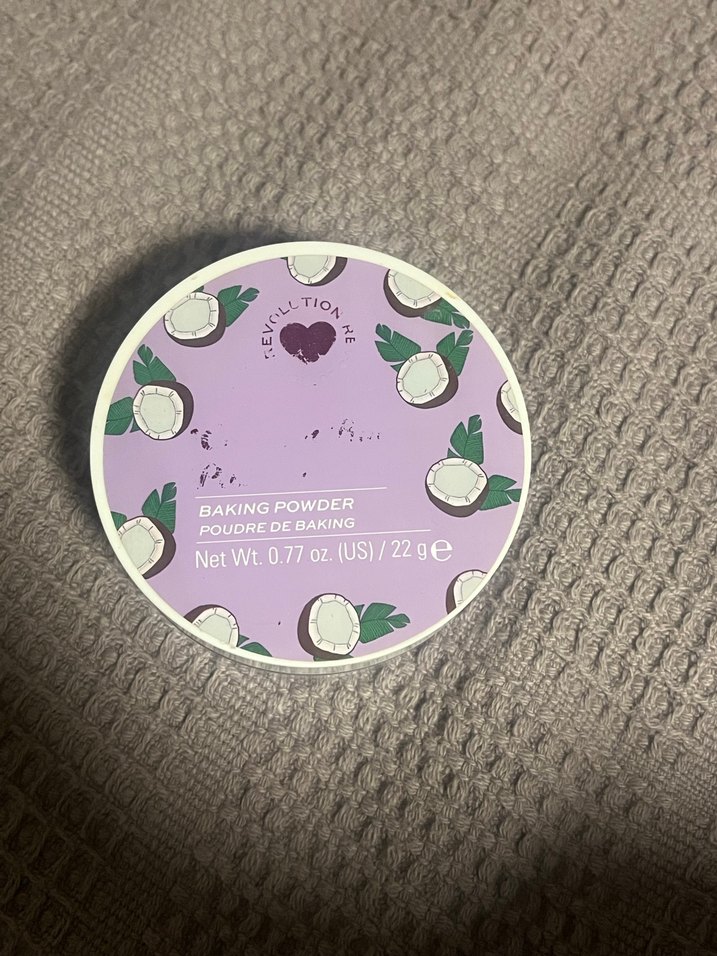 REVOLUTION RE
BAKING POWDER
POUDRE DE BAKING
Net Wt. 0.77 oz. (US) / 22 g e